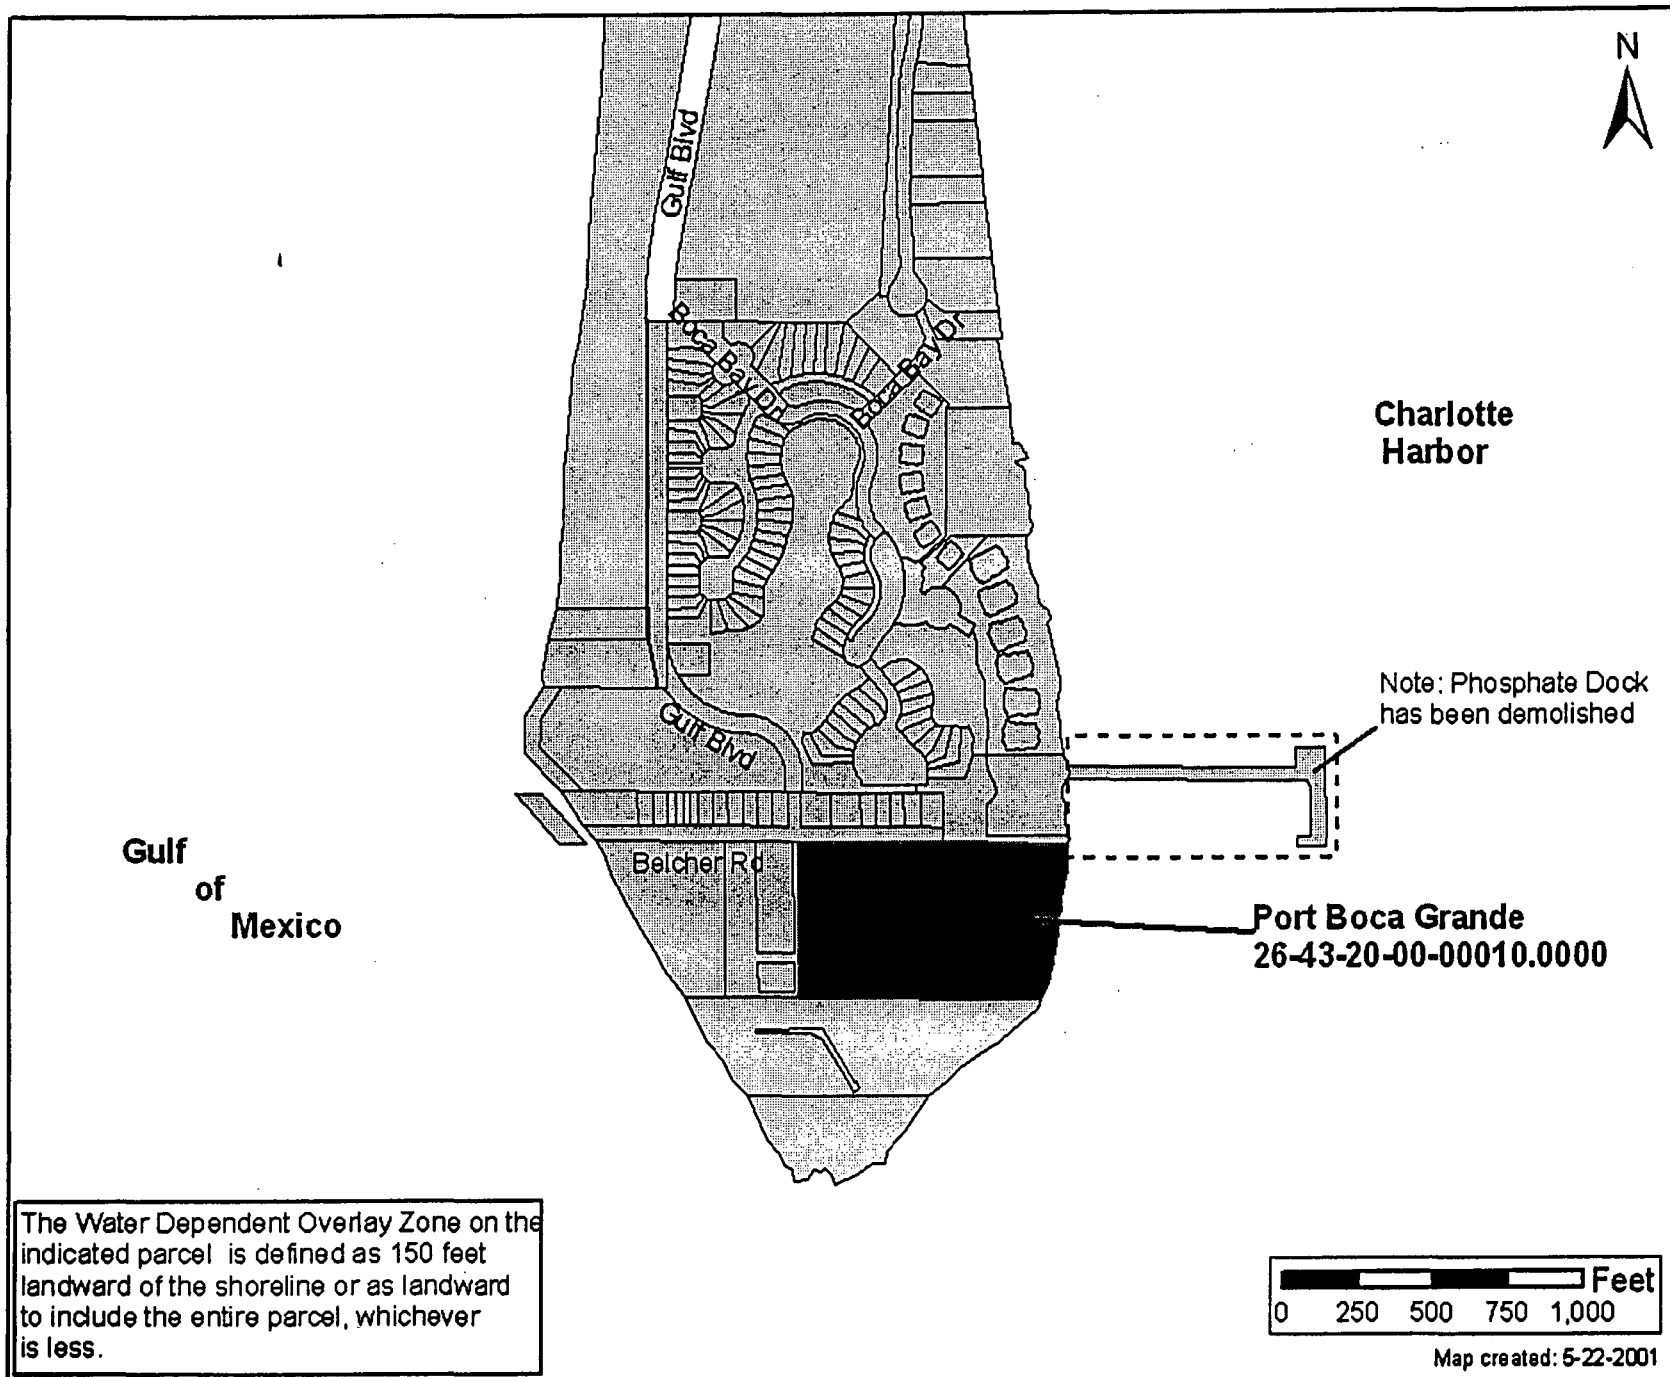 N
Gulf Blvd
Boca Bay Dr
Boca Bay Dr
Charlotte
Harbor
Note: Phosphate Dock
has been demolished
Gulf Blvd
Gulf
of
Mexico
Belcher Rd
Port Boca Grande
26-43-20-00-00010.0000
The Water Dependent Overlay Zone on the
indicated parcel is defined as 150 feet
landward of the shoreline or as landward
to include the entire parcel, whichever
is less.
Feet
0 250 500 750 1,000
Map created: 5-22-2001